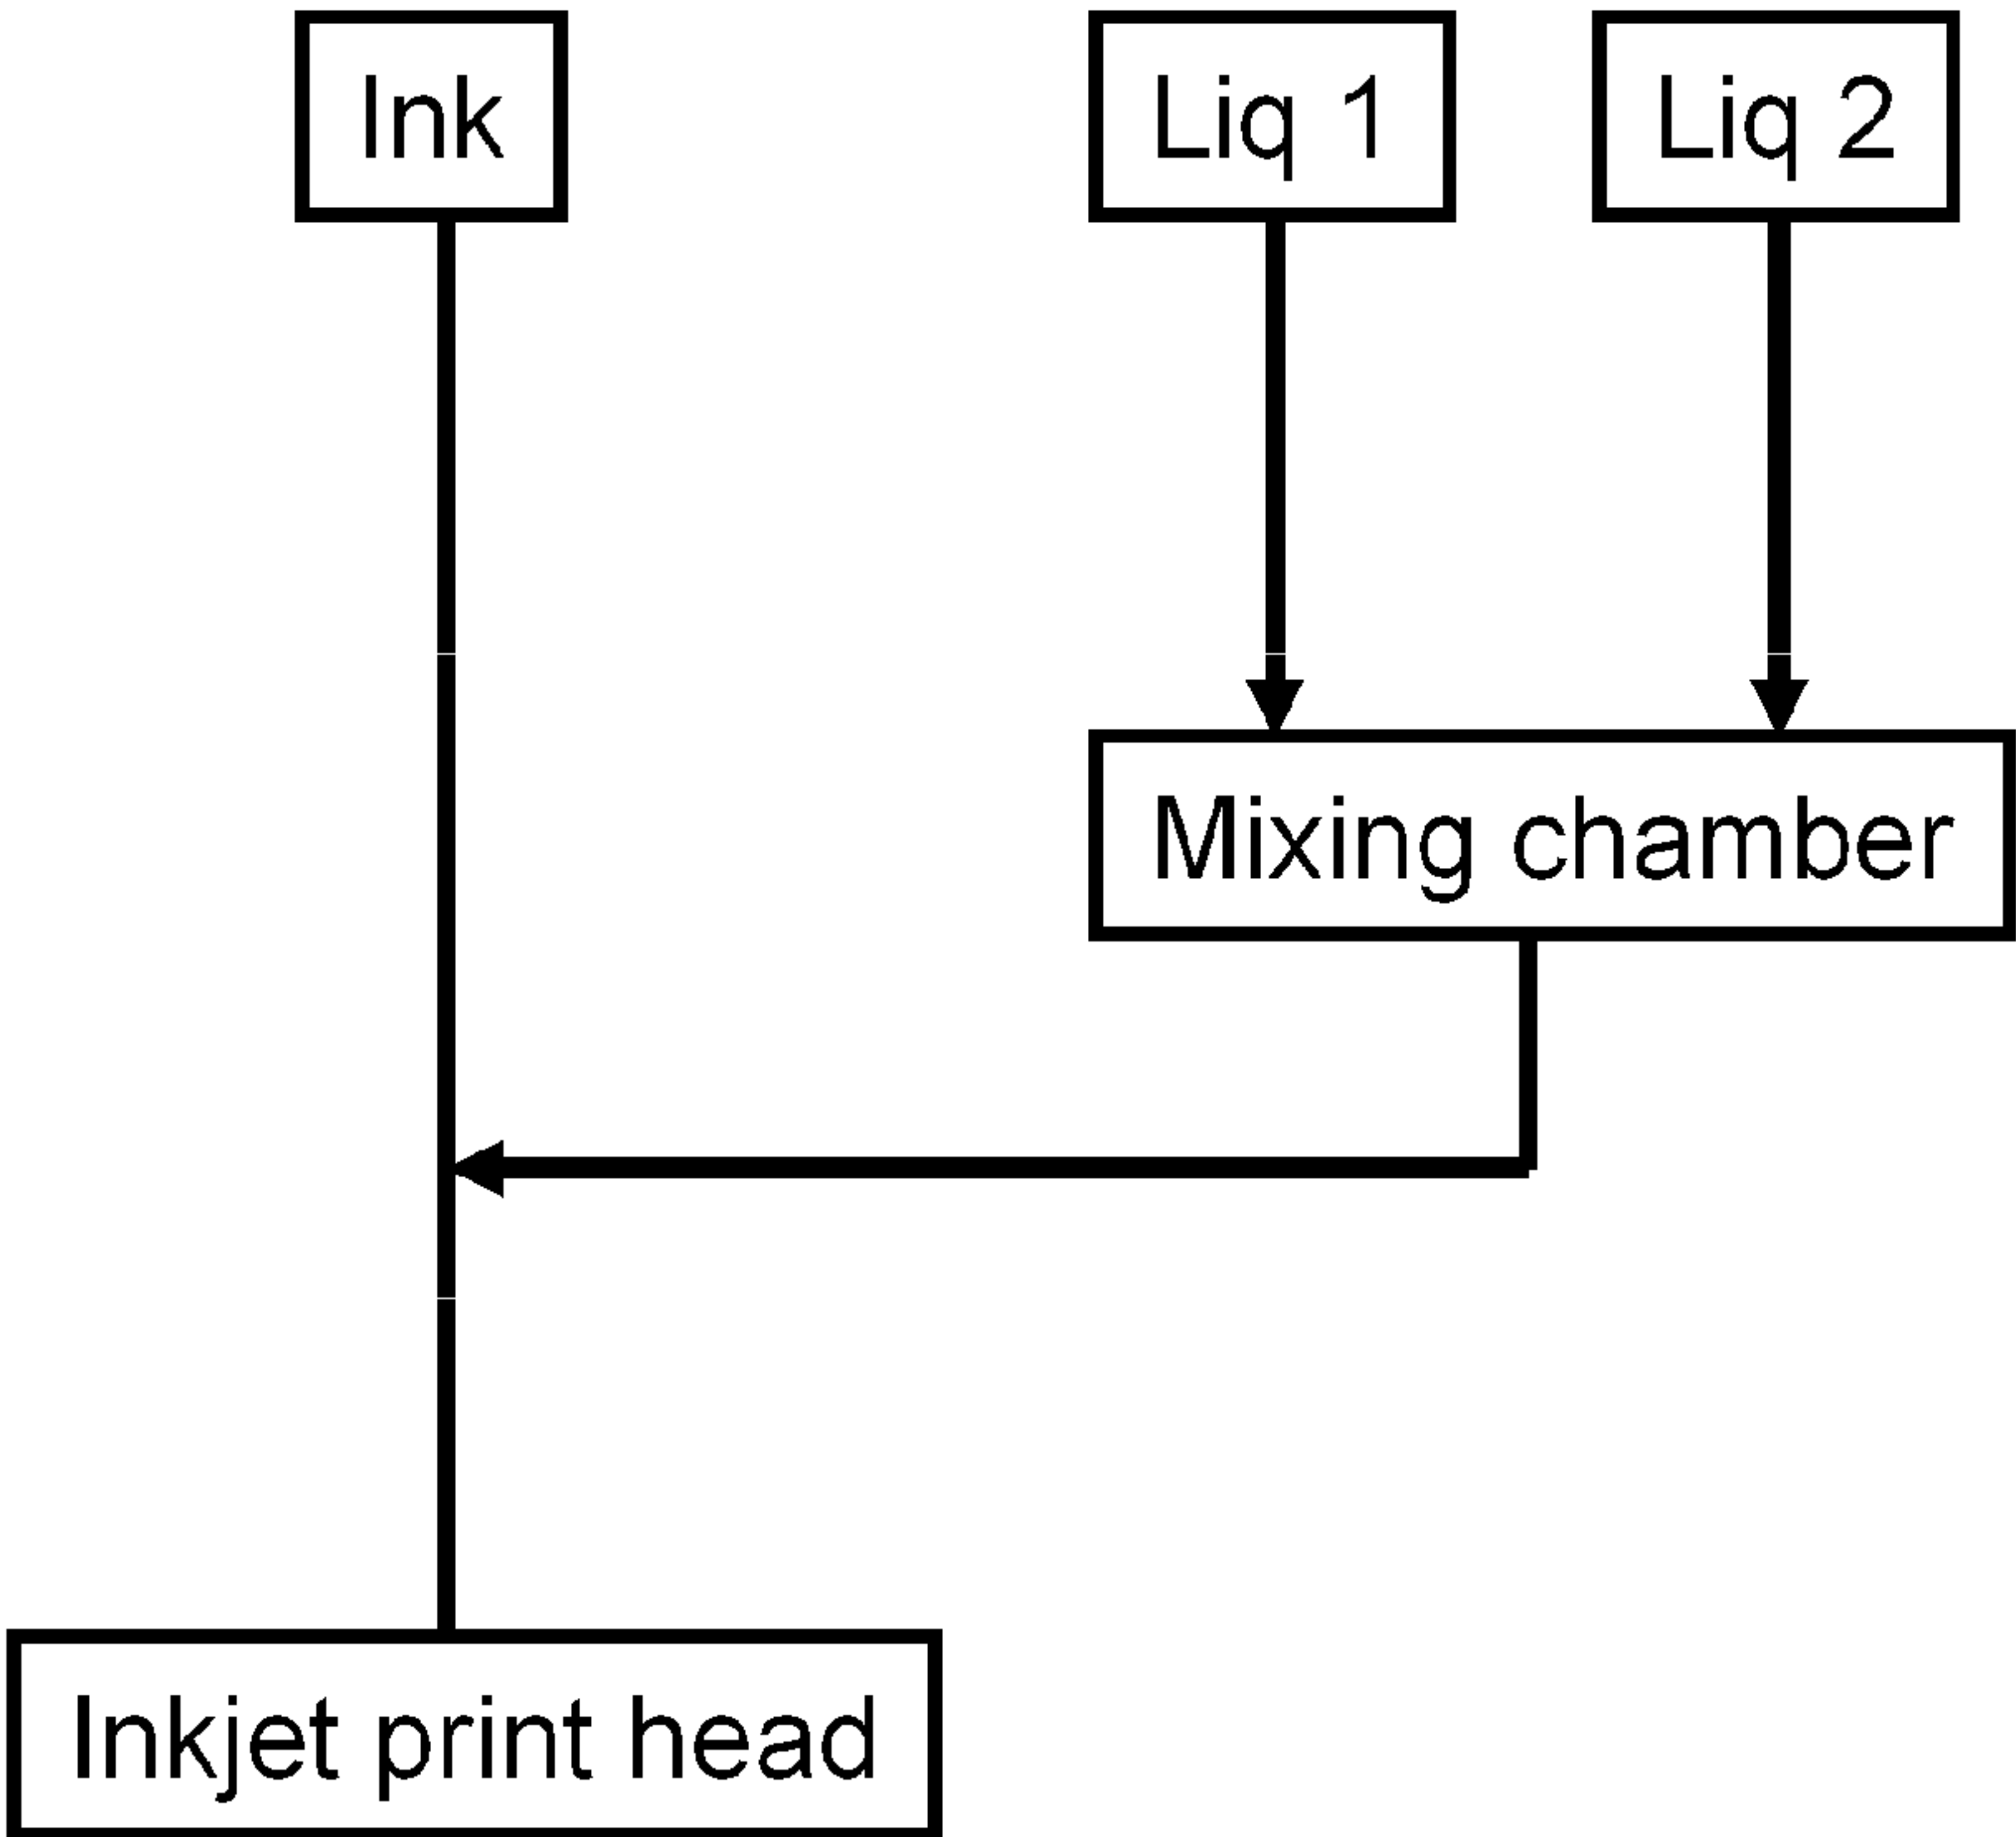 Ink
Liq 1
Liq 2
Mixing chamber
Inkjet print head